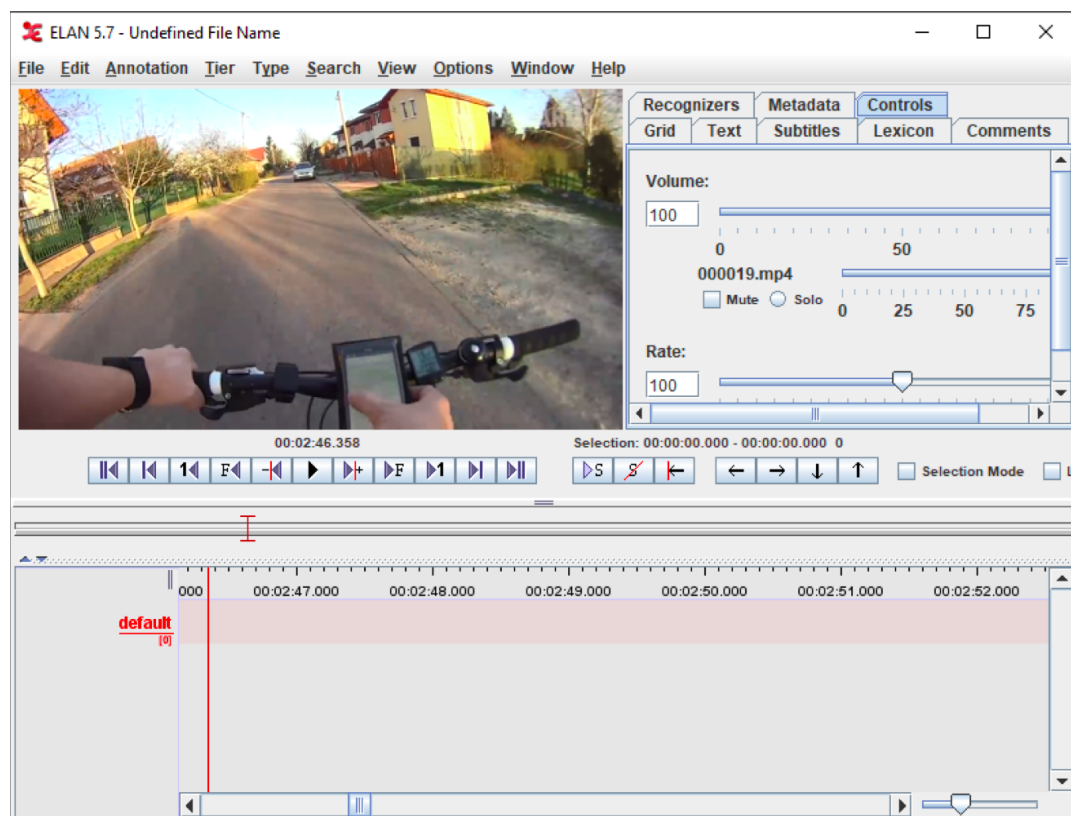 ELAN 5.7 - Undefined File Name
File Edit Annotation Tier Type Search View Options Window Help
Recognizers Metadata Controls
Grid Text Subtitles Lexicon Comments
Volume:
100
0 50
000019.mp4
Mute Solo
0 25 50 75
Rate:
100
00:02:46.358
Selection: 00:00:00.000 - 00:00:00.000 0
1 F F 1 S S
Selection Mode L
000 00:02:47.000 00:02:48.000 00:02:49.000 00:02:50.000 00:02:51.000 00:02:52.000
default
[0]